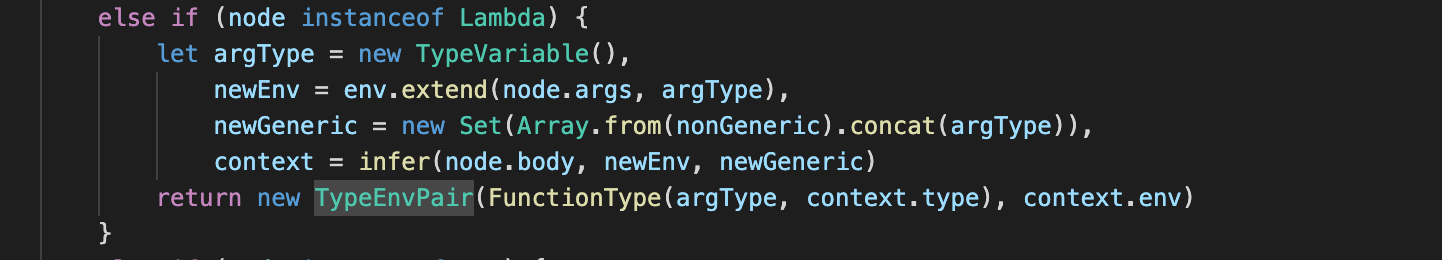 else if (node instanceof Lambda) {
let argType = new TypeVariable(),
newEnv = env.extend(node.args, argType),
newGeneric = new Set(Array.from(nonGeneric).concat(argType)),
context = infer(node.body, newEnv, newGeneric)
return new TypeEnvPair(FunctionType(argType, context.type), context.env)
}